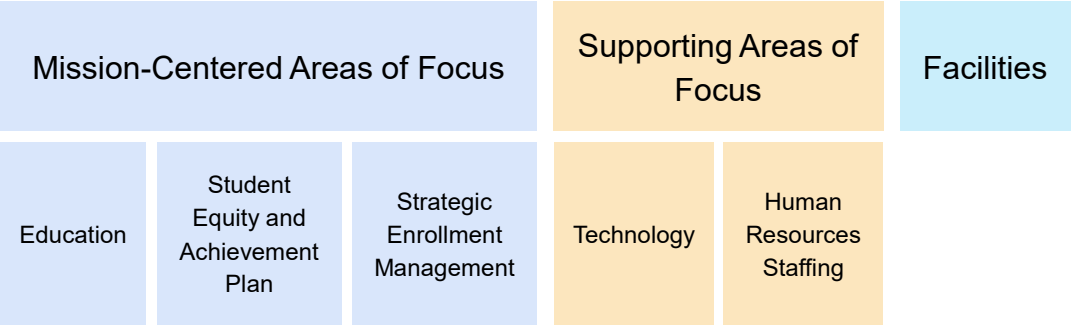 Mission-Centered Areas of Focus
Supporting Areas of
Focus
Facilities
Education
Student
Equity and
Achievement
Plan
Strategic
Enrollment
Management
Technology
Human
Resources
Staffing